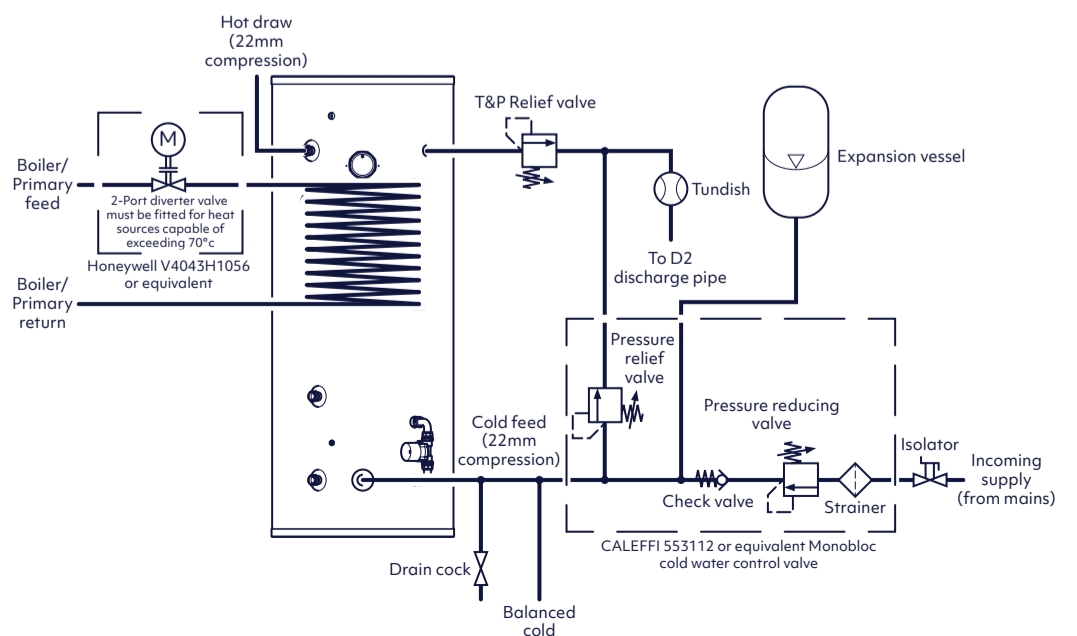 Hot draw
(22mm
compression)
T&P Relief valve
M
Boiler/
Primary
feed
2-Port diverter valve
must be fitted for heat
sources capable of
exceeding 70°c
Honeywell V4043H1056
or equivalent
Boiler/
Primary
return
Expansion vessel
Tundish
To D2
discharge pipe
Pressure
relief
valve
Pressure reducing
valve
Cold feed
(22mm
compression)
Isolator
Incoming
supply
(from mains)
Check valve
Strainer
CALEFFI 553112 or equivalent Monobloc
cold water control valve
Drain cock
Balanced
cold